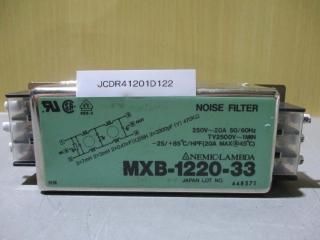 JCDR41201D122
NOISE FILTER
250V~20A 50/60Hz
TV2500V~1MIN
-25/+85°C/HPF(20A MAX@45°C)
NEMIC-LAMBDA
MXB-1220-33
JAPAN LOT NO.
448571